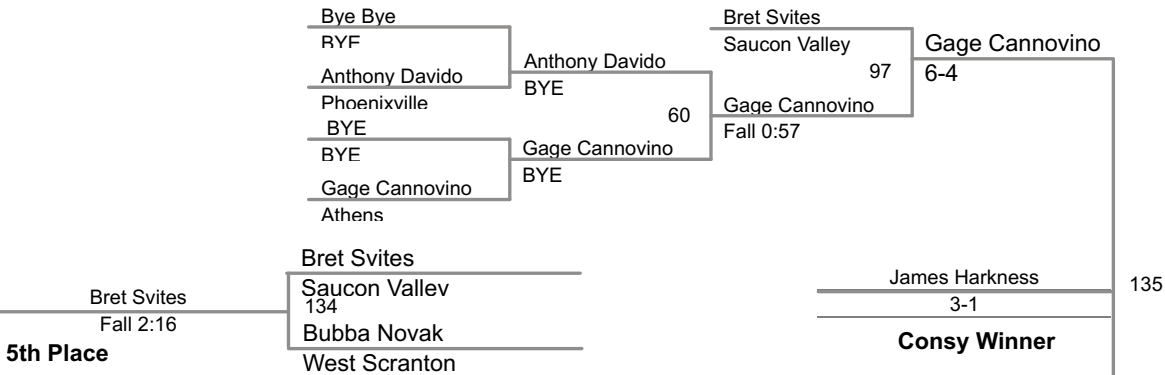 Bye Bye
BYE
Anthony Davido
Phoenixville
BYE
BYE
Gage Cannovino
Athens
Anthony Davido
BYE
60
Gage Cannovino
BYE
Bret Svites
Saucon Valley
97
Gage Cannovino
Fall 0:57
Gage Cannovino
6-4
Bret Svites
Saucon Valley
134
Bubba Novak
West Scranton
Bret Svites
Fall 2:16
5th Place
James Harkness
3-1
Consy Winner
135